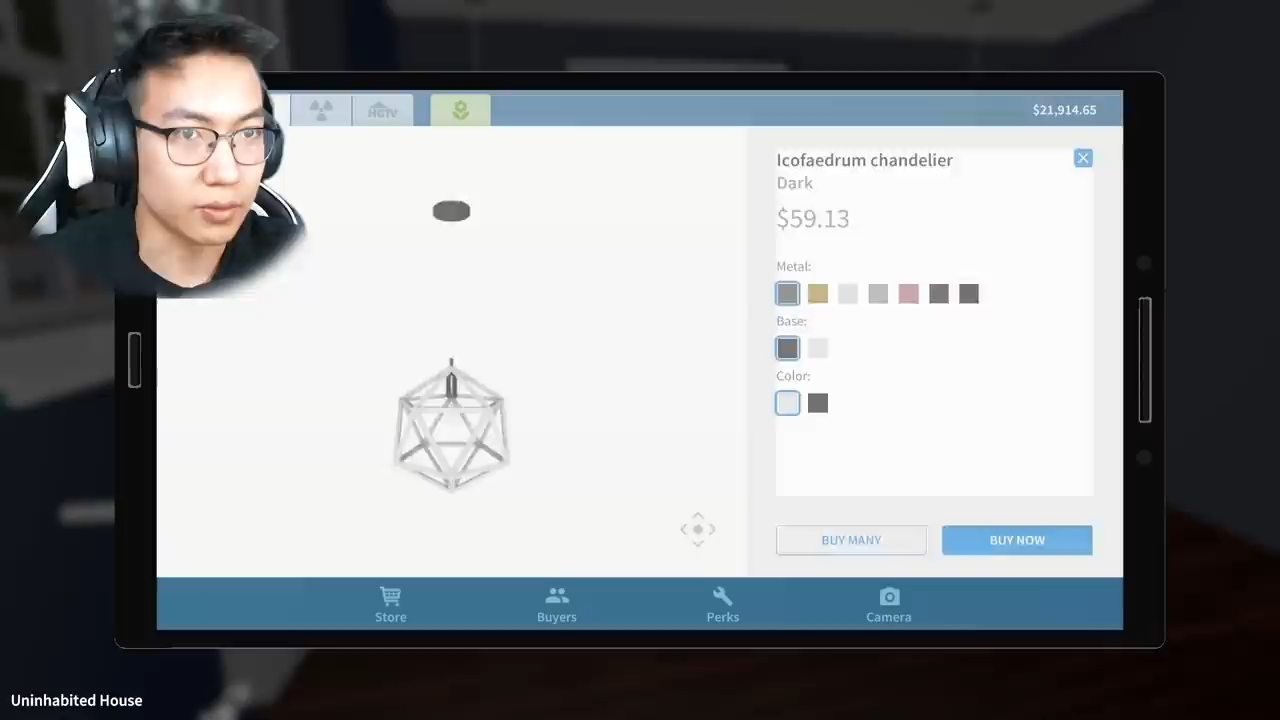 HGTV
$21,914.65
Icofaedrum chandelier
Dark
$59.13
Metal:
Base:
Color:
BUY MANY
BUY NOW
Store
Buyers
Perks
Camera
Uninhabited House